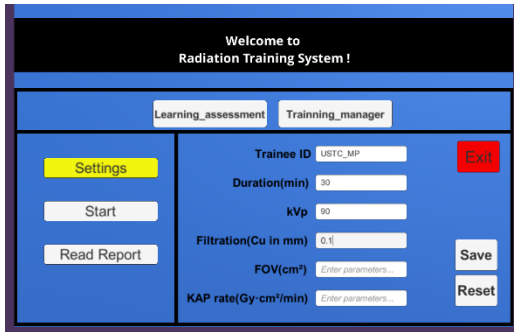 Welcome to
Radiation Training System !
Learning_assessment Trainning_manager
Settings
Start
Read Report
Trainee ID USTC_MP
Duration(min) 30
kVp 90
Filtration(Cu in mm) 0.1
FOV(cm²) Enter parameters...
KAP rate(Gy·cm²/min) Enter parameters...
Exit
Save
Reset